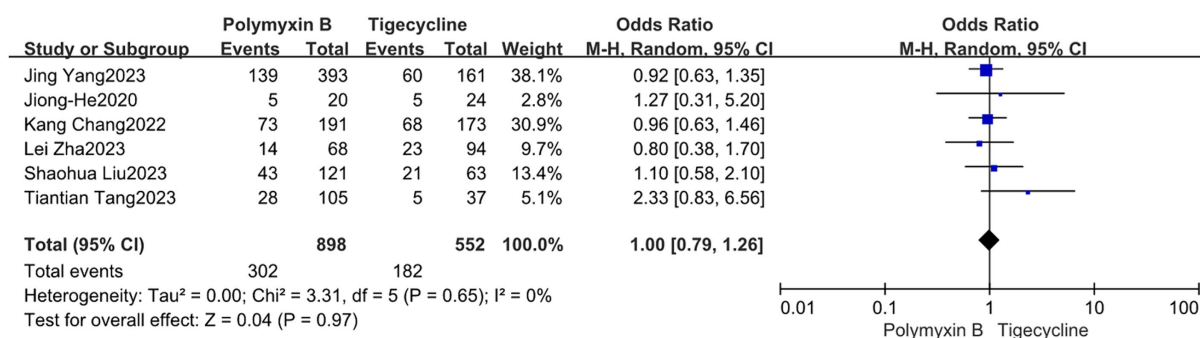 Polymyxin B Tigecycline Odds Ratio Odds Ratio
Study or Subgroup Events Total Events Total Weight M-H, Random, 95% CI M-H, Random, 95% CI
Jing Yang2023 139 393 60 161 38.1% 0.92 [0.63, 1.35]
Jiong-He2020 5 20 5 24 2.8% 1.27 [0.31, 5.20]
Kang Chang2022 73 191 68 173 30.9% 0.96 [0.63, 1.46]
Lei Zha2023 14 68 23 94 9.7% 0.80 [0.38, 1.70]
Shaohua Liu2023 43 121 21 63 13.4% 1.10 [0.58, 2.10]
Tiantian Tang2023 28 105 5 37 5.1% 2.33 [0.83, 6.56]
Total (95% CI) 898 552 100.0% 1.00 [0.79, 1.26]
Total events 302 182
Heterogeneity: Tau² = 0.00; Chi² = 3.31, df = 5 (P = 0.65); I² = 0%
Test for overall effect: Z = 0.04 (P = 0.97)
0.01 0.1 1 10 100
Polymyxin B Tigecycline